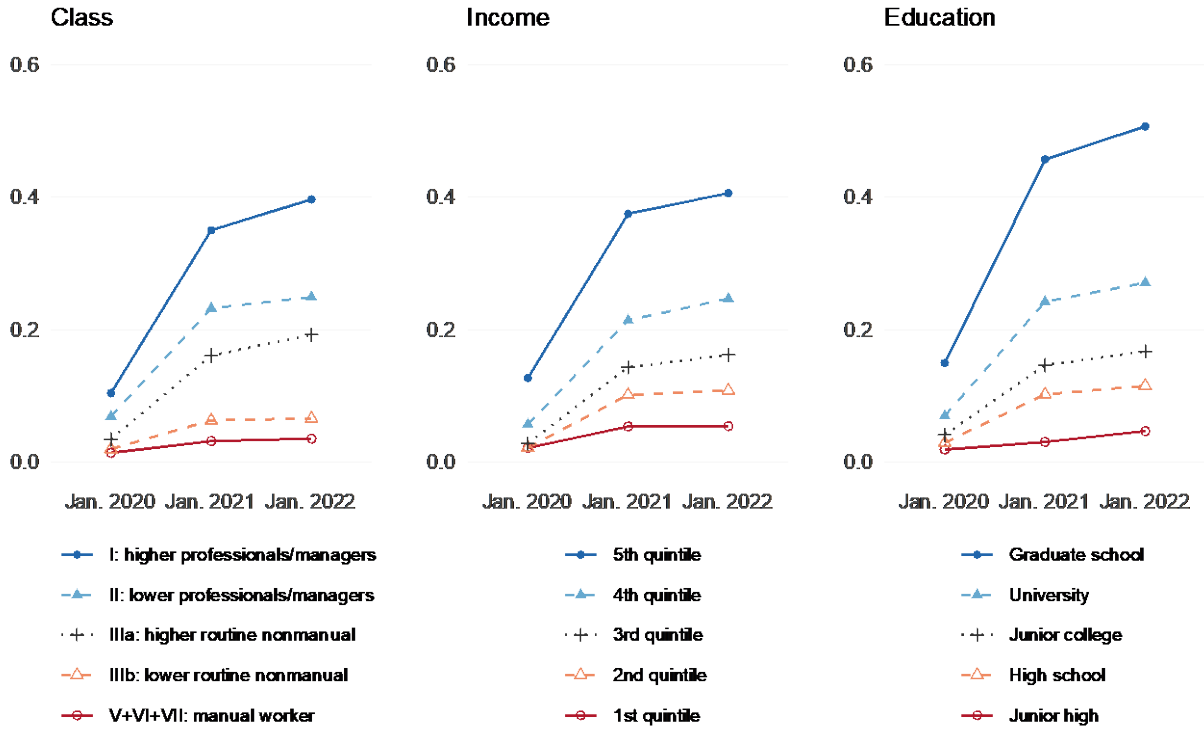 Class
Income
Education
0.6
0.4
0.2
0.0
Jan. 2020 Jan. 2021 Jan. 2022
0.6
0.4
0.2
0.0
Jan. 2020 Jan. 2021 Jan. 2022
0.6
0.4
0.2
0.0
Jan. 2020 Jan. 2021 Jan. 2022
I: higher professionals/managers
II: lower professionals/managers
IIIa: higher routine nonmanual
IIIb: lower routine nonmanual
V+VI+VII: manual worker
5th quintile
4th quintile
3rd quintile
2nd quintile
1st quintile
Graduate school
University
Junior college
High school
Junior high